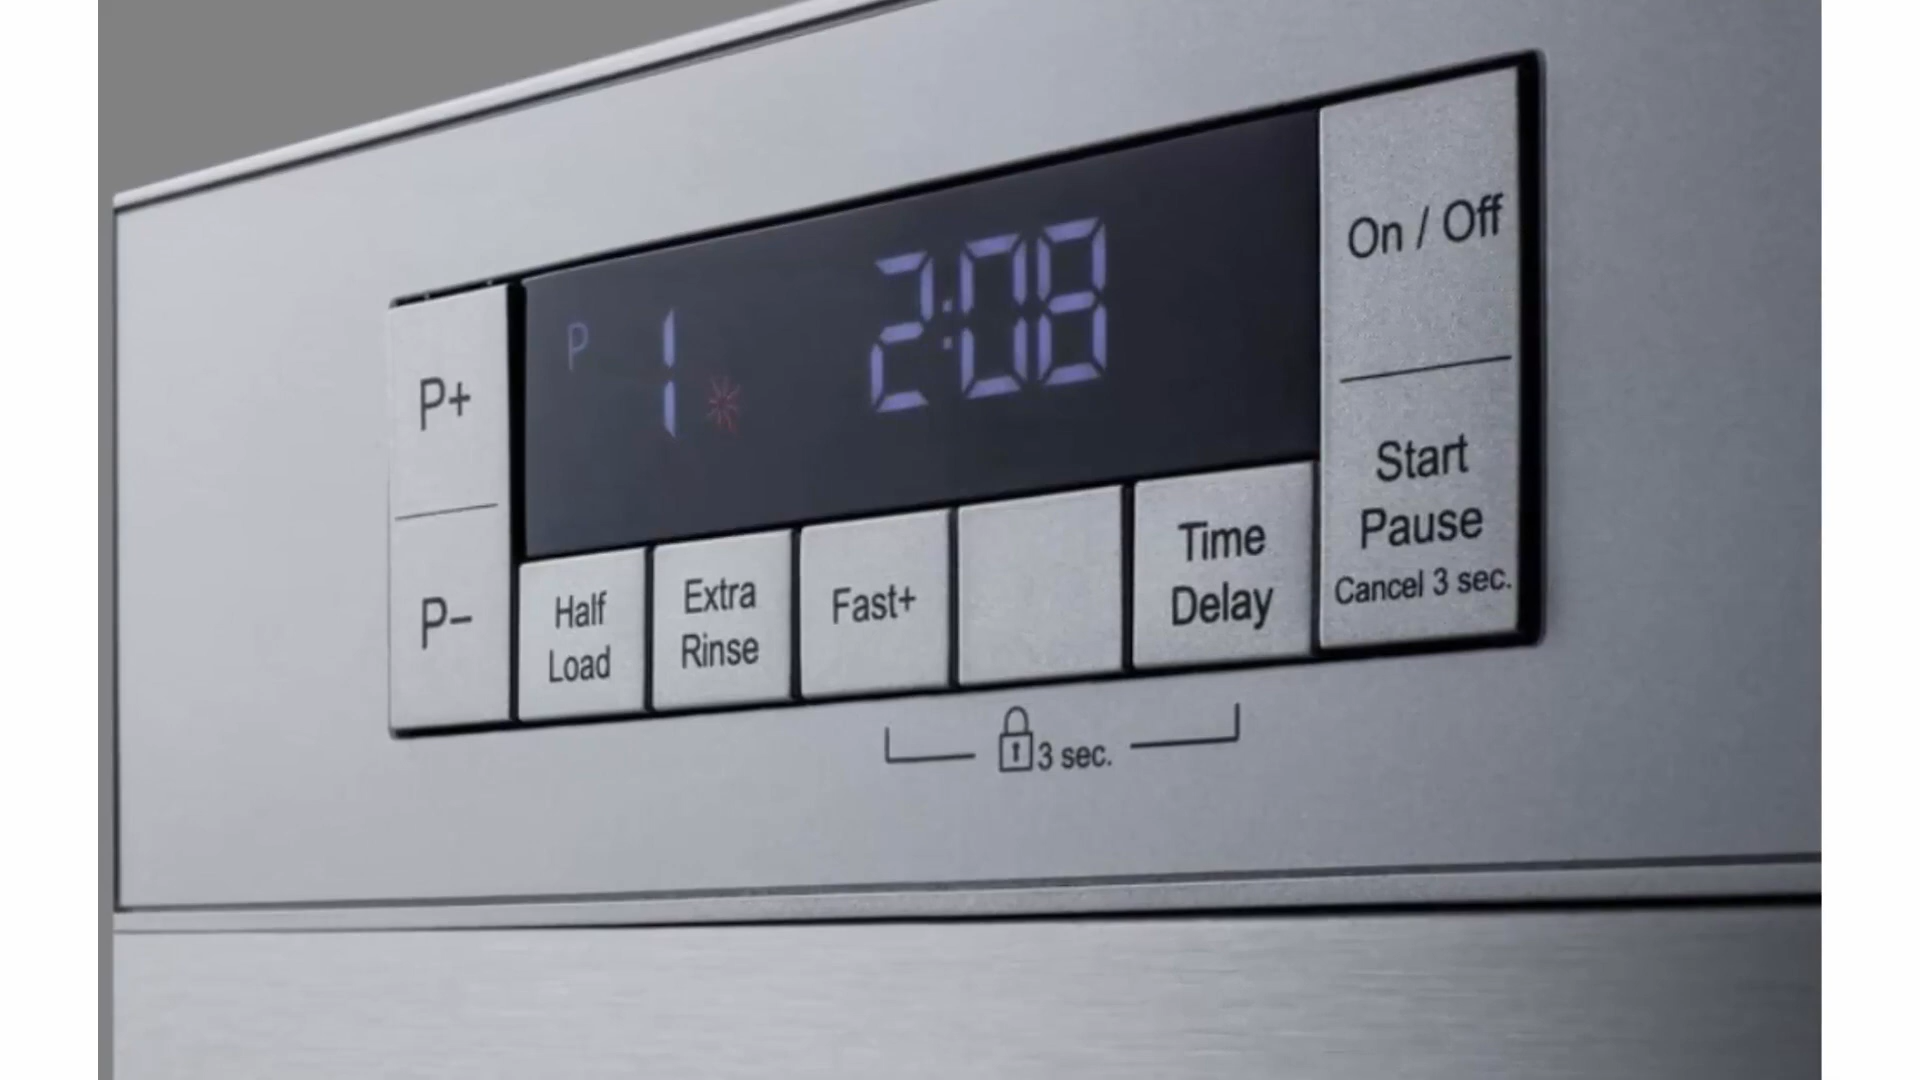 P 1 2:08
P+
P−
Half
Load
Extra
Rinse
Fast+
Time
Delay
On / Off
Start
Pause
Cancel 3 sec.
3 sec.